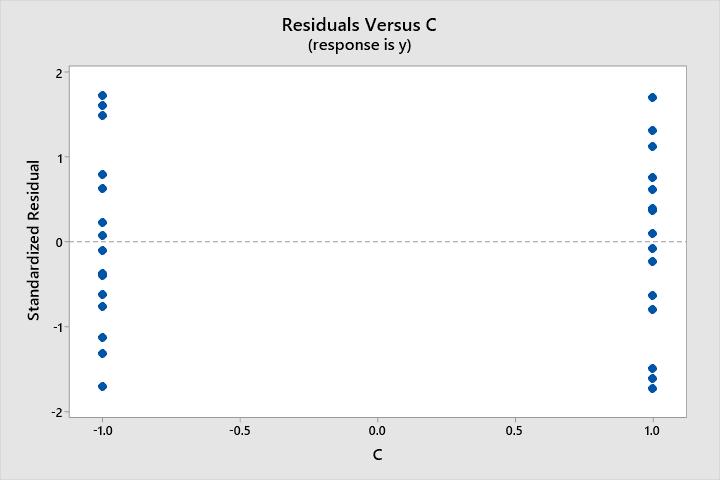 Residuals Versus C
(response is y)
Standardized Residual
2
1
0
-1
-2
-1.0 -0.5 0.0 0.5 1.0
C